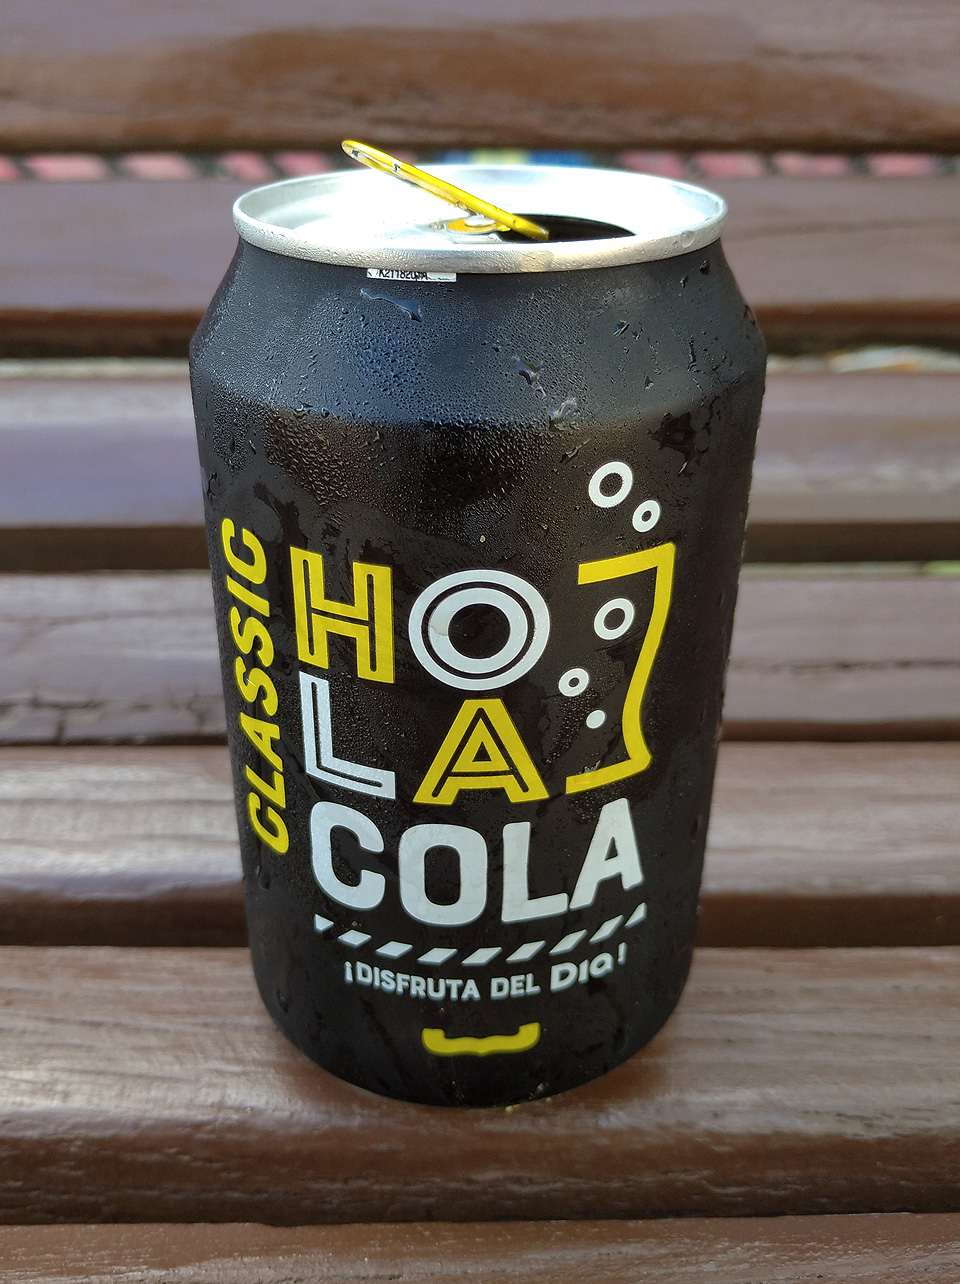 CLASSIC
HO
LA
COLA
¡DISFRUTA DEL Dia!